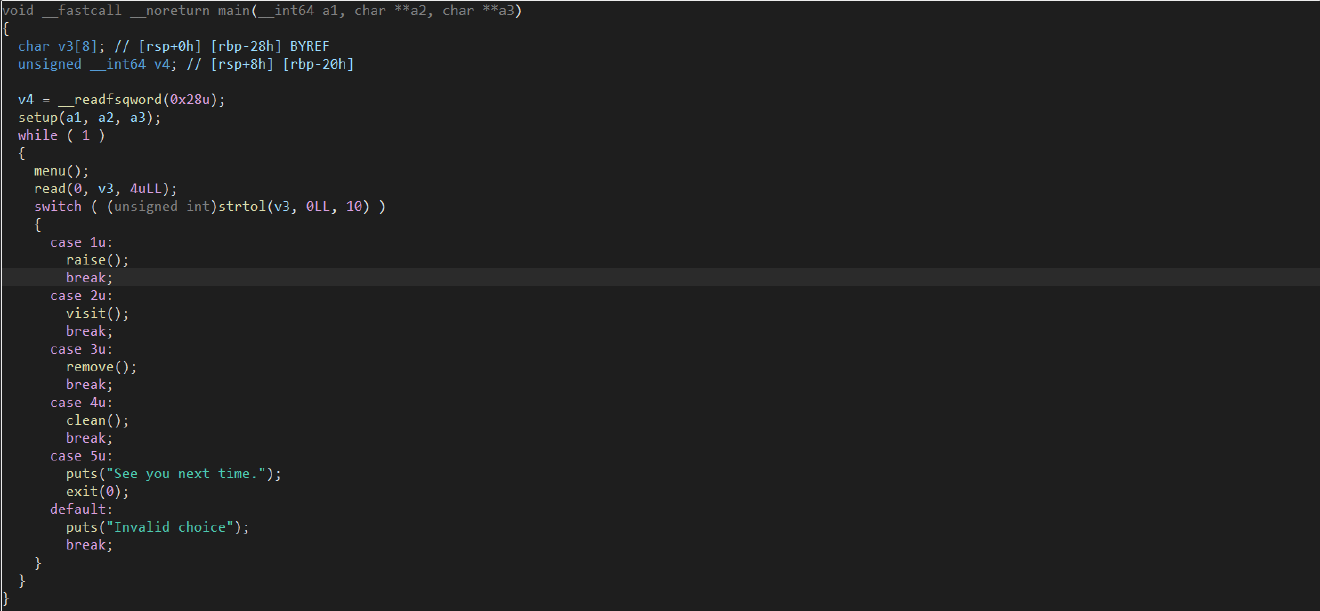 void __fastcall __noreturn main(__int64 a1, char **a2, char **a3)
{
  char v3[8]; // [rsp+0h] [rbp-28h] BYREF
  unsigned __int64 v4; // [rsp+8h] [rbp-20h]

  v4 = __readfsqword(0x28u);
  setup(a1, a2, a3);
  while ( 1 )
  {
    menu();
    read(0, v3, 4uLL);
    switch ( (unsigned int)strtol(v3, 0LL, 10) )
    {
      case 1u:
        raise();
        break;
      case 2u:
        visit();
        break;
      case 3u:
        remove();
        break;
      case 4u:
        clean();
        break;
      case 5u:
        puts("See you next time.");
        exit(0);
      default:
        puts("Invalid choice");
        break;
    }
  }
}